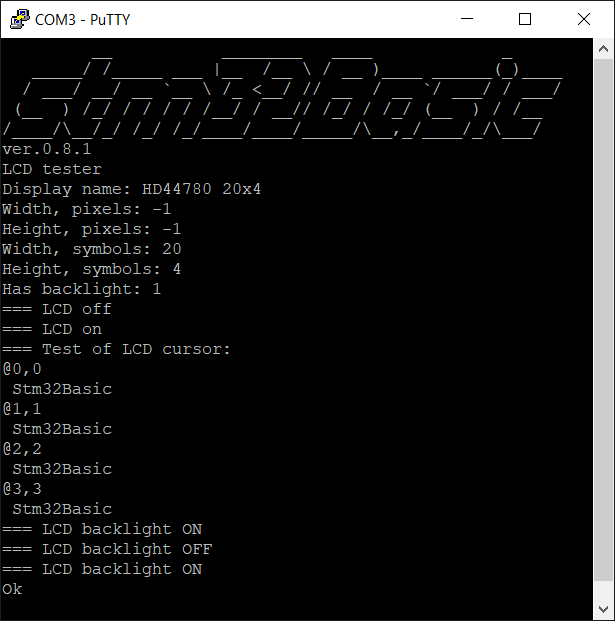 COM3 - PuTTY
stm32basic
ver.0.8.1
LCD tester
Display name: HD44780 20x4
Width, pixels: -1
Height, pixels: -1
Width, symbols: 20
Height, symbols: 4
Has backlight: 1
=== LCD off
=== LCD on
=== Test of LCD cursor:
@0,0
 Stm32Basic
@1,1
 Stm32Basic
@2,2
 Stm32Basic
@3,3
 Stm32Basic
=== LCD backlight ON
=== LCD backlight OFF
=== LCD backlight ON
Ok